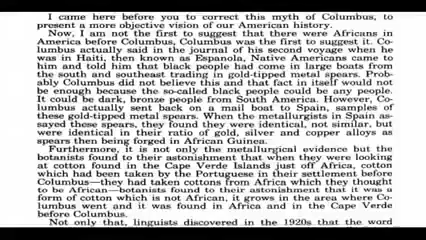 I came here before you to correct this myth of Columbus, to
present a more objective vision of our American history.
Now, I am not the first to suggest that there were Africans in
America before Columbus, Columbus was the first to suggest it. Co-
lumbus actually said in the journal of his second voyage when he
was in Haiti, then known as Espanola, Native Americans came to
him and told him that black people had come in large boats from
the south and southeast trading in gold-tipped metal spears. Prob-
ably Columbus did not believe this and that fact in itself would not
be enough because the so-called black people could be any people.
It could be dark, bronze people from South America. However, Co-
lumbus actually sent back on a mail boat to Spain, samples of
these gold-tipped metal spears. When the metallurgists in Spain as-
sayed these spears, they found they were identical, not similar, but
were identical in their ratio of gold, silver and copper alloys as
spears then being forged in African Guinea.
Furthermore, it is not only the metallurgical evidence but the
botanists found to their astonishment that when they were looking
at cotton found in the Cape Verde Islands just off Africa, cotton
which had been taken by the Portuguese in their settlement before
Columbus—they had taken cottons from Africa which they thought
to be African—botanists found to their astonishment that it was a
form of cotton which is not African, it grows in the area where Co-
lumbus went and it was found in Africa and in the Cape Verde
before Columbus.
Not only that, linguists discovered in the 1920s that the word